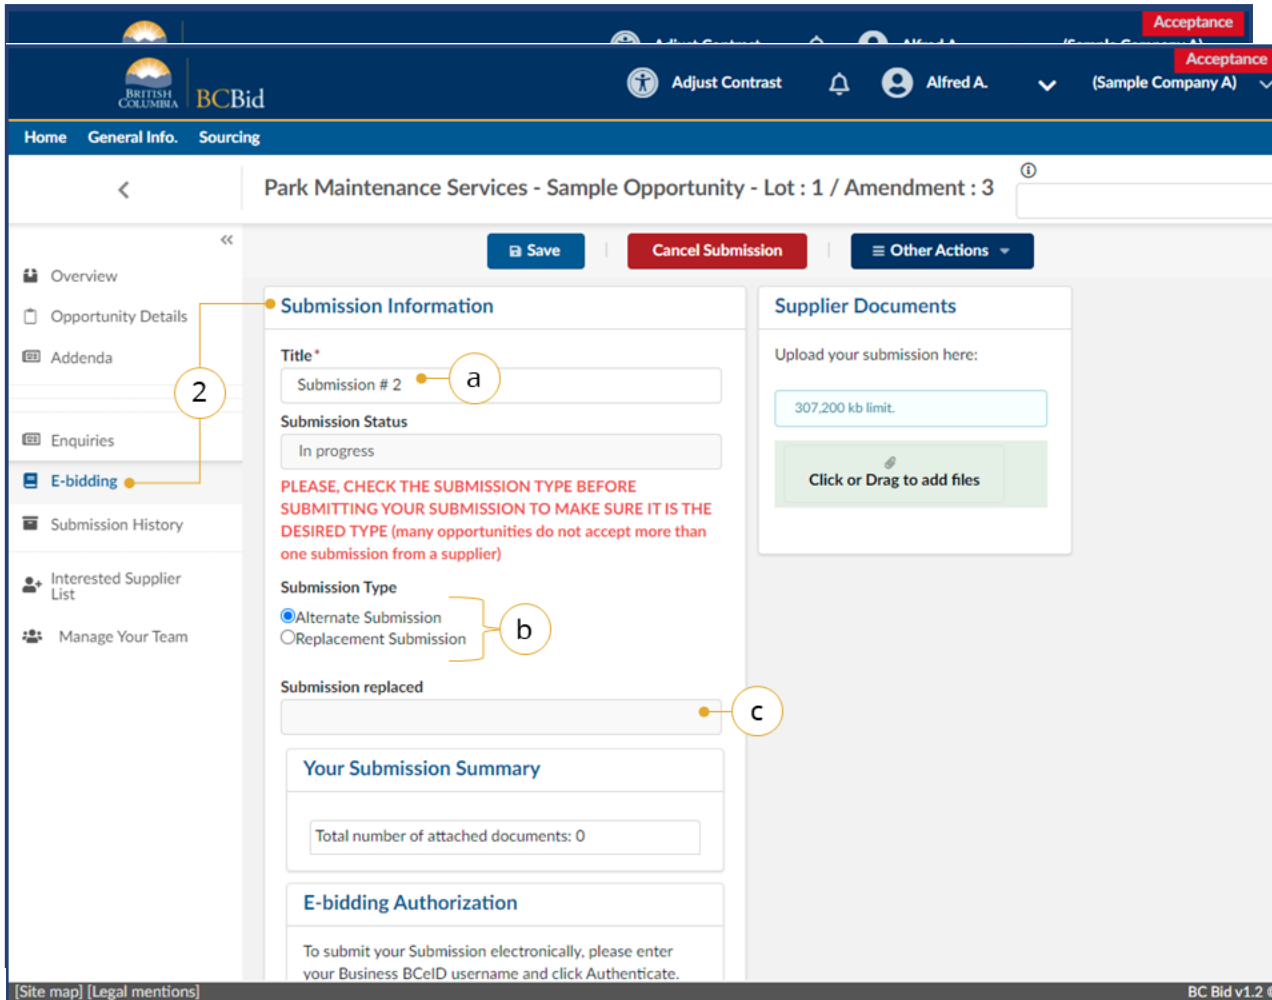 Acceptance
Adjust Contrast Alfred A. (Sample Company A)
Acceptance
BRITISH COLUMBIA BCBid Adjust Contrast Alfred A. (Sample Company A)
Home General Info. Sourcing
Park Maintenance Services - Sample Opportunity - Lot : 1 / Amendment : 3
Save Cancel Submission Other Actions
Overview
Opportunity Details
Addenda
Enquiries
E-bidding
Submission History
Interested Supplier
List
Manage Your Team
2
Submission Information
Title*
Submission # 2
a
Submission Status
In progress
PLEASE, CHECK THE SUBMISSION TYPE BEFORE
SUBMITTING YOUR SUBMISSION TO MAKE SURE IT IS THE
DESIRED TYPE (many opportunities do not accept more than
one submission from a supplier)
Submission Type
Alternate Submission
Replacement Submission
b
Submission replaced
c
Your Submission Summary
Total number of attached documents: 0
E-bidding Authorization
To submit your Submission electronically, please enter
your Business BCeID username and click Authenticate.
Supplier Documents
Upload your submission here:
307,200 kb limit.
Click or Drag to add files
[Site map] [Legal mentions] BC Bid v1.2 ©